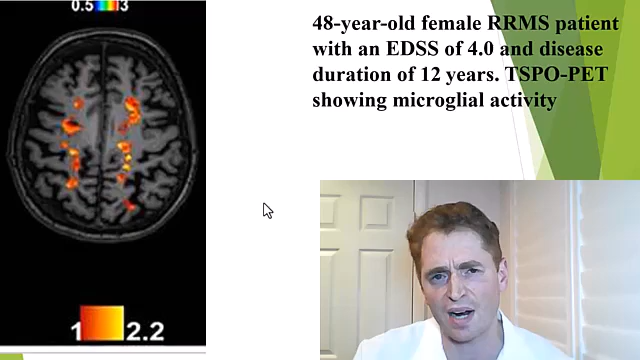 0.5 3
48-year-old female RRMS patient
with an EDSS of 4.0 and disease
duration of 12 years. TSPO-PET
showing microglial activity
1 2.2